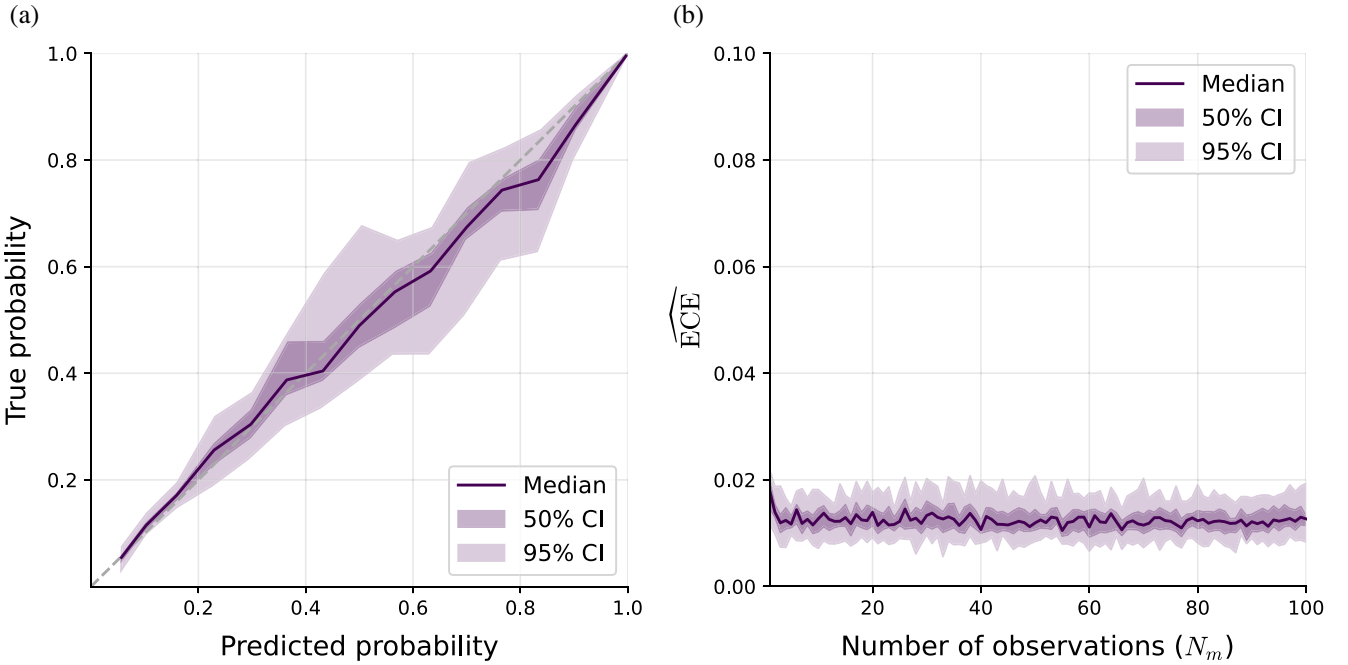 (a)
1.0
0.8
0.6
0.4
0.2
True probability
Median
50% CI
95% CI
0.2
0.4
0.6
0.8
1.0
Predicted probability
(b)
0.10
0.08
0.06
0.04
0.02
0.00
ECE
Median
50% CI
95% CI
20
40
60
80
100
Number of observations (Nm)